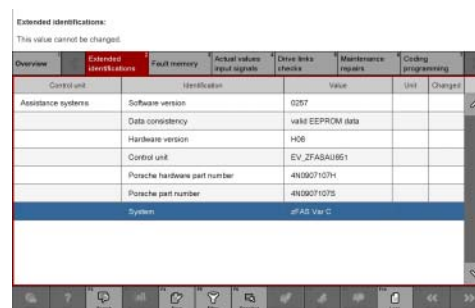 Extended identifications:
This value cannot be changed.
Overview
Extended identifications
Fault memory
Actual values input signals
Drive links checks
Maintenance repairs
Coding programming
Control unit Identification Value Unit Changed
Assistance systems Software version 0257
Data consistency valid EEPROM data
Hardware version H06
Control unit EV_ZFASAU651
Porsche hardware part number 4N0907107H
Porsche part number 4N0907107S
System zFAS Var C